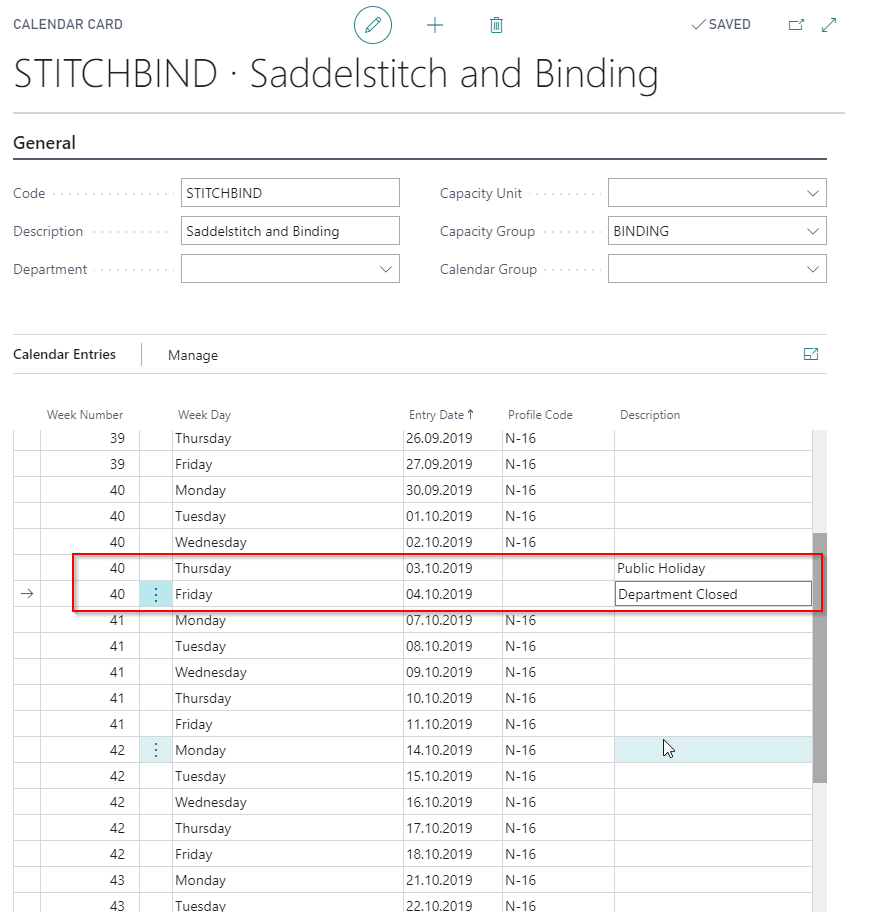 CALENDAR CARD SAVED
STITCHBIND · Saddelstitch and Binding
General
Code STITCHBIND Capacity Unit
Description Saddelstitch and Binding Capacity Group BINDING
Department Calendar Group
Calendar Entries Manage
Week Number Week Day Entry Date↑ Profile Code Description
39 Thursday 26.09.2019 N-16
39 Friday 27.09.2019 N-16
40 Monday 30.09.2019 N-16
40 Tuesday 01.10.2019 N-16
40 Wednesday 02.10.2019 N-16
40 Thursday 03.10.2019 Public Holiday
40 Friday 04.10.2019 Department Closed
41 Monday 07.10.2019 N-16
41 Tuesday 08.10.2019 N-16
41 Wednesday 09.10.2019 N-16
41 Thursday 10.10.2019 N-16
41 Friday 11.10.2019 N-16
42 Monday 14.10.2019 N-16
42 Tuesday 15.10.2019 N-16
42 Wednesday 16.10.2019 N-16
42 Thursday 17.10.2019 N-16
42 Friday 18.10.2019 N-16
43 Monday 21.10.2019 N-16
43 Tuesday 22.10.2019 N-16